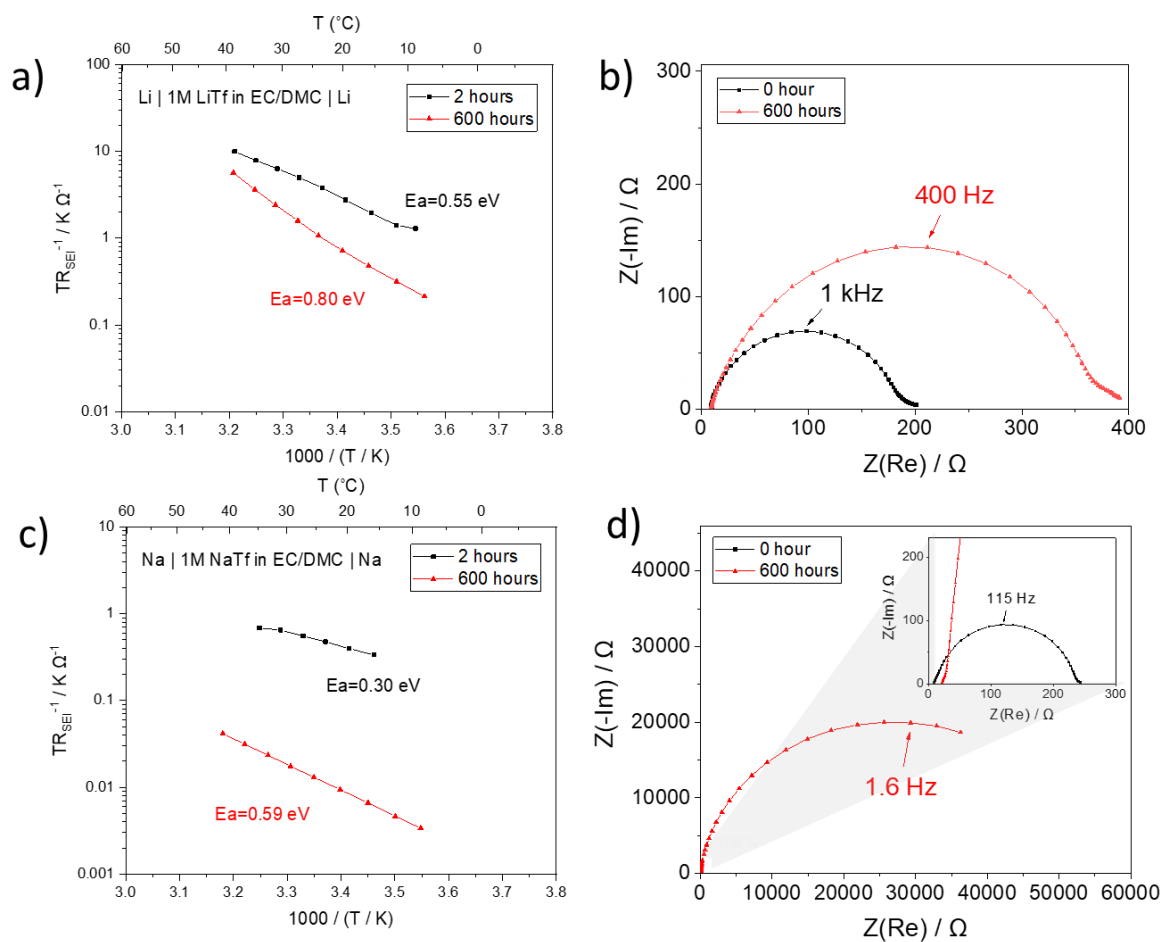 a)
T (°C)
60 50 40 30 20 10 0
100
10
1
0.1
0.01
TR_SEI^-1 / K Ω^-1
Li | 1M LiTf in EC/DMC | Li
2 hours
600 hours
Ea=0.55 eV
Ea=0.80 eV
3.0 3.1 3.2 3.3 3.4 3.5 3.6 3.7 3.8
1000 / (T / K)
b)
300
250
200
150
100
50
0
Z(-Im) / Ω
0 hour
600 hours
400 Hz
1 kHz
0 100 200 300 400
Z(Re) / Ω
c)
T (°C)
60 50 40 30 20 10 0
10
1
0.1
0.01
0.001
TR_SEI^-1 / K Ω^-1
Na | 1M NaTf in EC/DMC | Na
2 hours
600 hours
Ea=0.30 eV
Ea=0.59 eV
3.0 3.1 3.2 3.3 3.4 3.5 3.6 3.7 3.8
1000 / (T / K)
d)
40000
35000
30000
25000
20000
15000
10000
5000
0
Z(-Im) / Ω
0 hour
600 hours
1.6 Hz
200
100
0
Z(-Im) / Ω
115 Hz
0 100 200 300
Z(Re) / Ω
0 10000 20000 30000 40000 50000 60000
Z(Re) / Ω